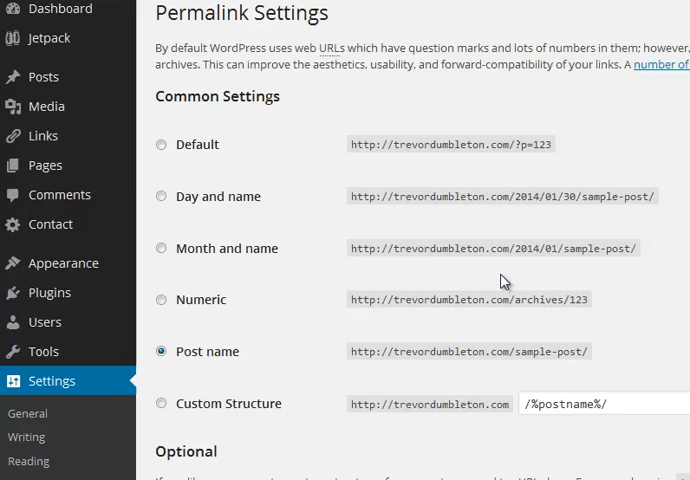 Dashboard
Jetpack
Posts
Media
Links
Pages
Comments
Contact
Appearance
Plugins
Users
Tools
Settings
General
Writing
Reading
Permalink Settings
By default WordPress uses web URLs which have question marks and lots of numbers in them; however,
archives. This can improve the aesthetics, usability, and forward-compatibility of your links. A number of
Common Settings
Default http://trevordumbleton.com/?p=123
Day and name http://trevordumbleton.com/2014/01/30/sample-post/
Month and name http://trevordumbleton.com/2014/01/sample-post/
Numeric http://trevordumbleton.com/archives/123
Post name http://trevordumbleton.com/sample-post/
Custom Structure http://trevordumbleton.com /%postname%/
Optional